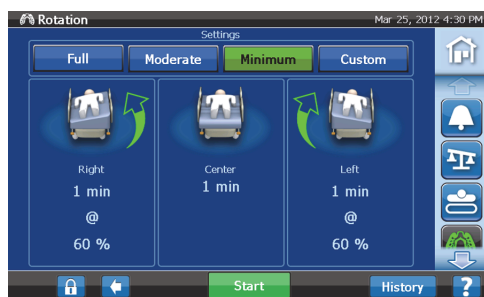 Rotation Mar 25, 2012 4:30 PM
Settings
Full Moderate Minimum Custom
Right Center Left
1 min 1 min 1 min
@ @
60 % 60 %
Start History ?